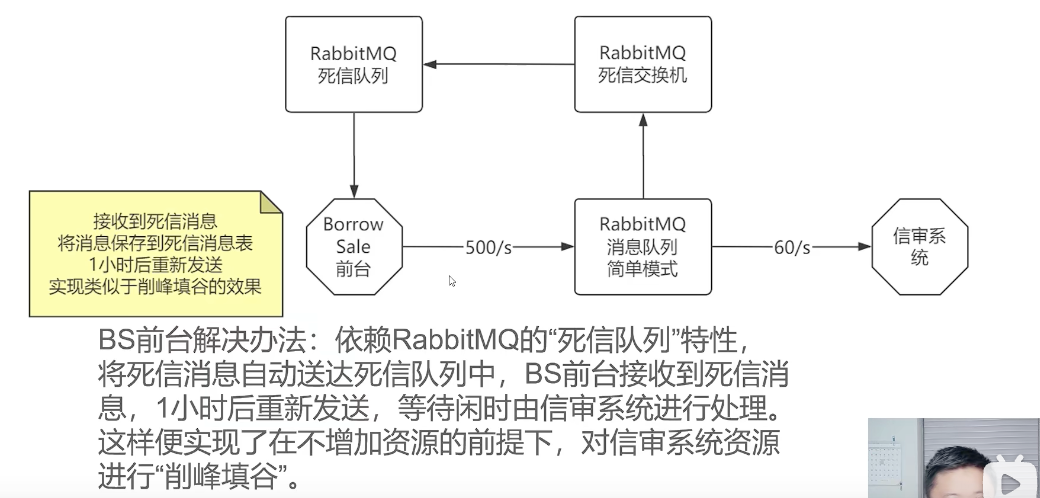 RabbitMQ
死信队列
RabbitMQ
死信交换机
接收到死信消息
将消息保存到死信消息表
1小时后重新发送
实现类似于削峰填谷的效果
Borrow
Sale
前台
500/s
RabbitMQ
消息队列
简单模式
60/s
信审系
统
BS前台解决办法：依赖RabbitMQ的“死信队列”特性，
将死信消息自动送达死信队列中，BS前台接收到死信消
息，1小时后重新发送，等待闲时由信审系统进行处理。
这样便实现了在不增加资源的前提下，对信审系统资源
进行“削峰填谷”。